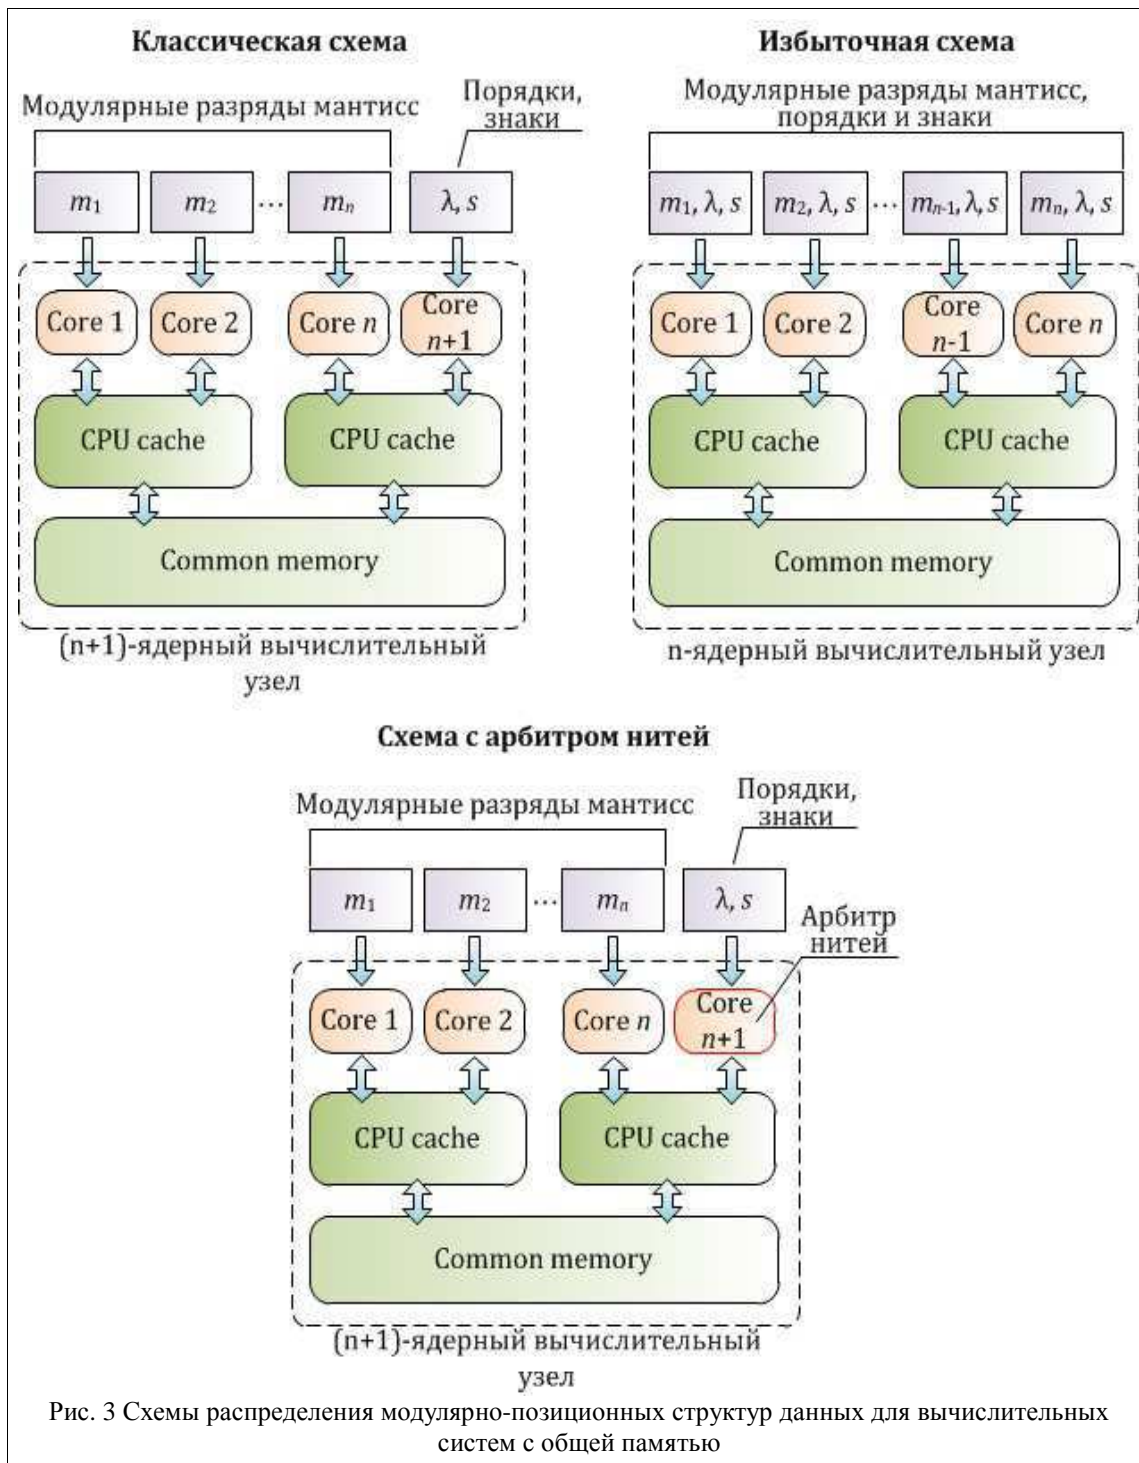 Классическая схема
Модулярные разряды мантисс
Порядки,
знаки
m1
m2
...
mn
λ, s
Core 1
Core 2
Core n
Core
n+1
CPU cache
CPU cache
Common memory
(n+1)-ядерный вычислительный
узел
Избыточная схема
Модулярные разряды мантисс,
порядки и знаки
m1, λ, s
m2, λ, s
...
mn-1, λ, s
mn, λ, s
Core 1
Core 2
Core
n-1
Core n
CPU cache
CPU cache
Common memory
n-ядерный вычислительный узел
Схема с арбитром нитей
Модулярные разряды мантисс
Порядки,
знаки
m1
m2
...
mn
λ, s
Арбитр
нитей
Core 1
Core 2
Core n
Core
n+1
CPU cache
CPU cache
Common memory
(n+1)-ядерный вычислительный
узел
Рис. 3 Схемы распределения модулярно-позиционных структур данных для вычислительных
систем с общей памятью